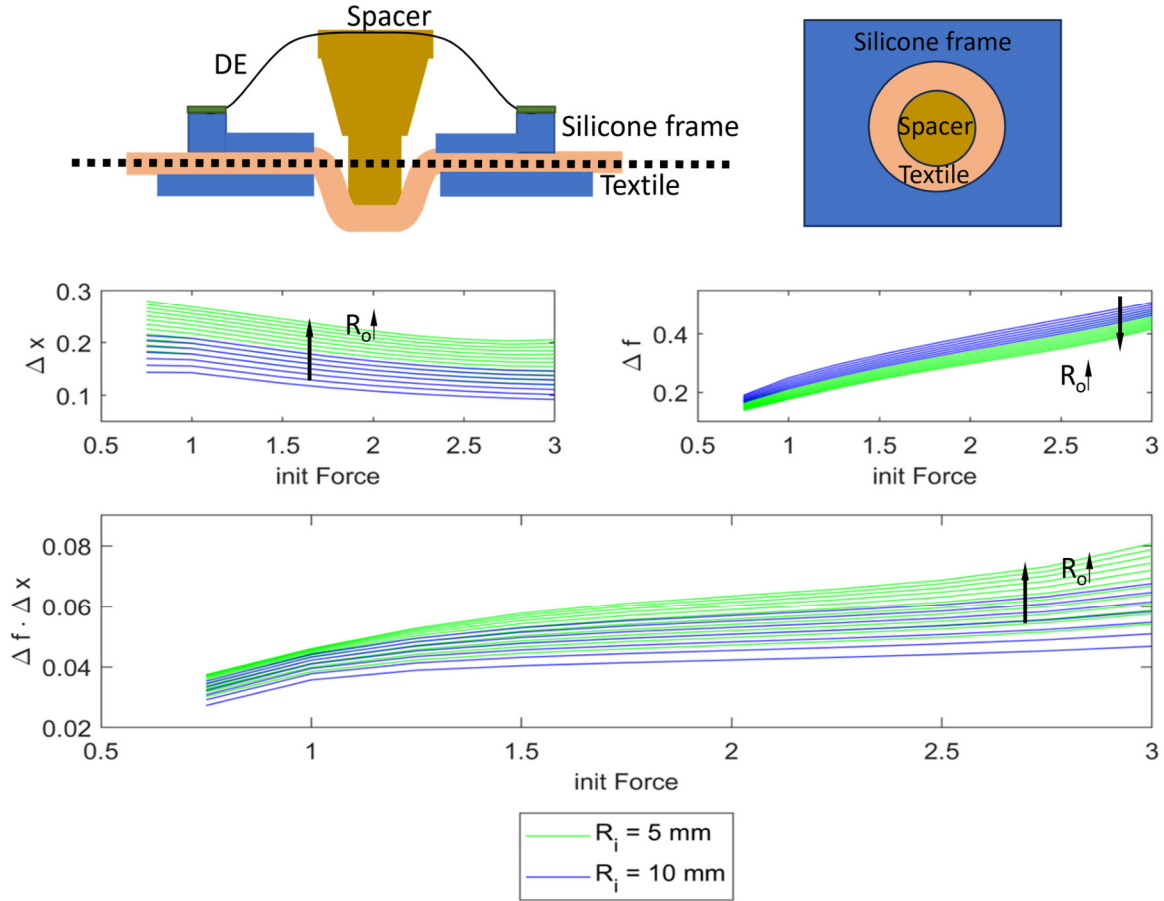 Spacer
DE
Silicone frame
Textile
Silicone frame
Spacer
Textile
0.3
0.2
0.1
Δ x
R_o
0.5 1 1.5 2 2.5 3
init Force
0.4
0.2
Δ f
R_o
0.5 1 1.5 2 2.5 3
init Force
0.08
0.06
0.04
0.02
Δ f · Δ x
R_o
0.5 1 1.5 2 2.5 3
init Force
R_i = 5 mm
R_i = 10 mm